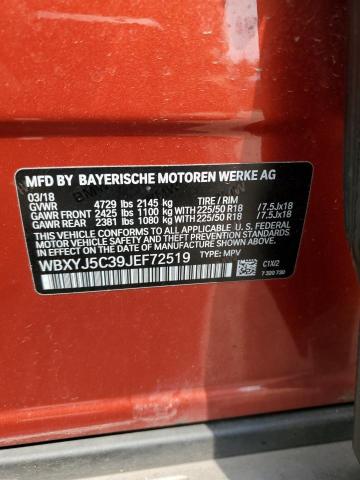 MFD BY BAYERISCHE MOTOREN WERKE AG
03/18
GVWR 4729 lbs 2145 kg TIRE / RIM
GAWR FRONT 2425 lbs 1100 kg WITH 225/50 R18 /7.5Jx18
GAWR REAR 2381 lbs 1080 kg WITH 225/50 R18 /7.5Jx18
THIS VEHICLE CONFORMS TO ALL APPLICABLE U.S. FEDERAL
MOTOR VEHICLE SAFETY AND THEFT PREVENTION STANDARDS
IN EFFECT ON THE DATE OF MANUFACTURE SHOWN ABOVE.
WBXYJ5C39JEF72519 TYPE: MPV
C1X/2
7 320 730